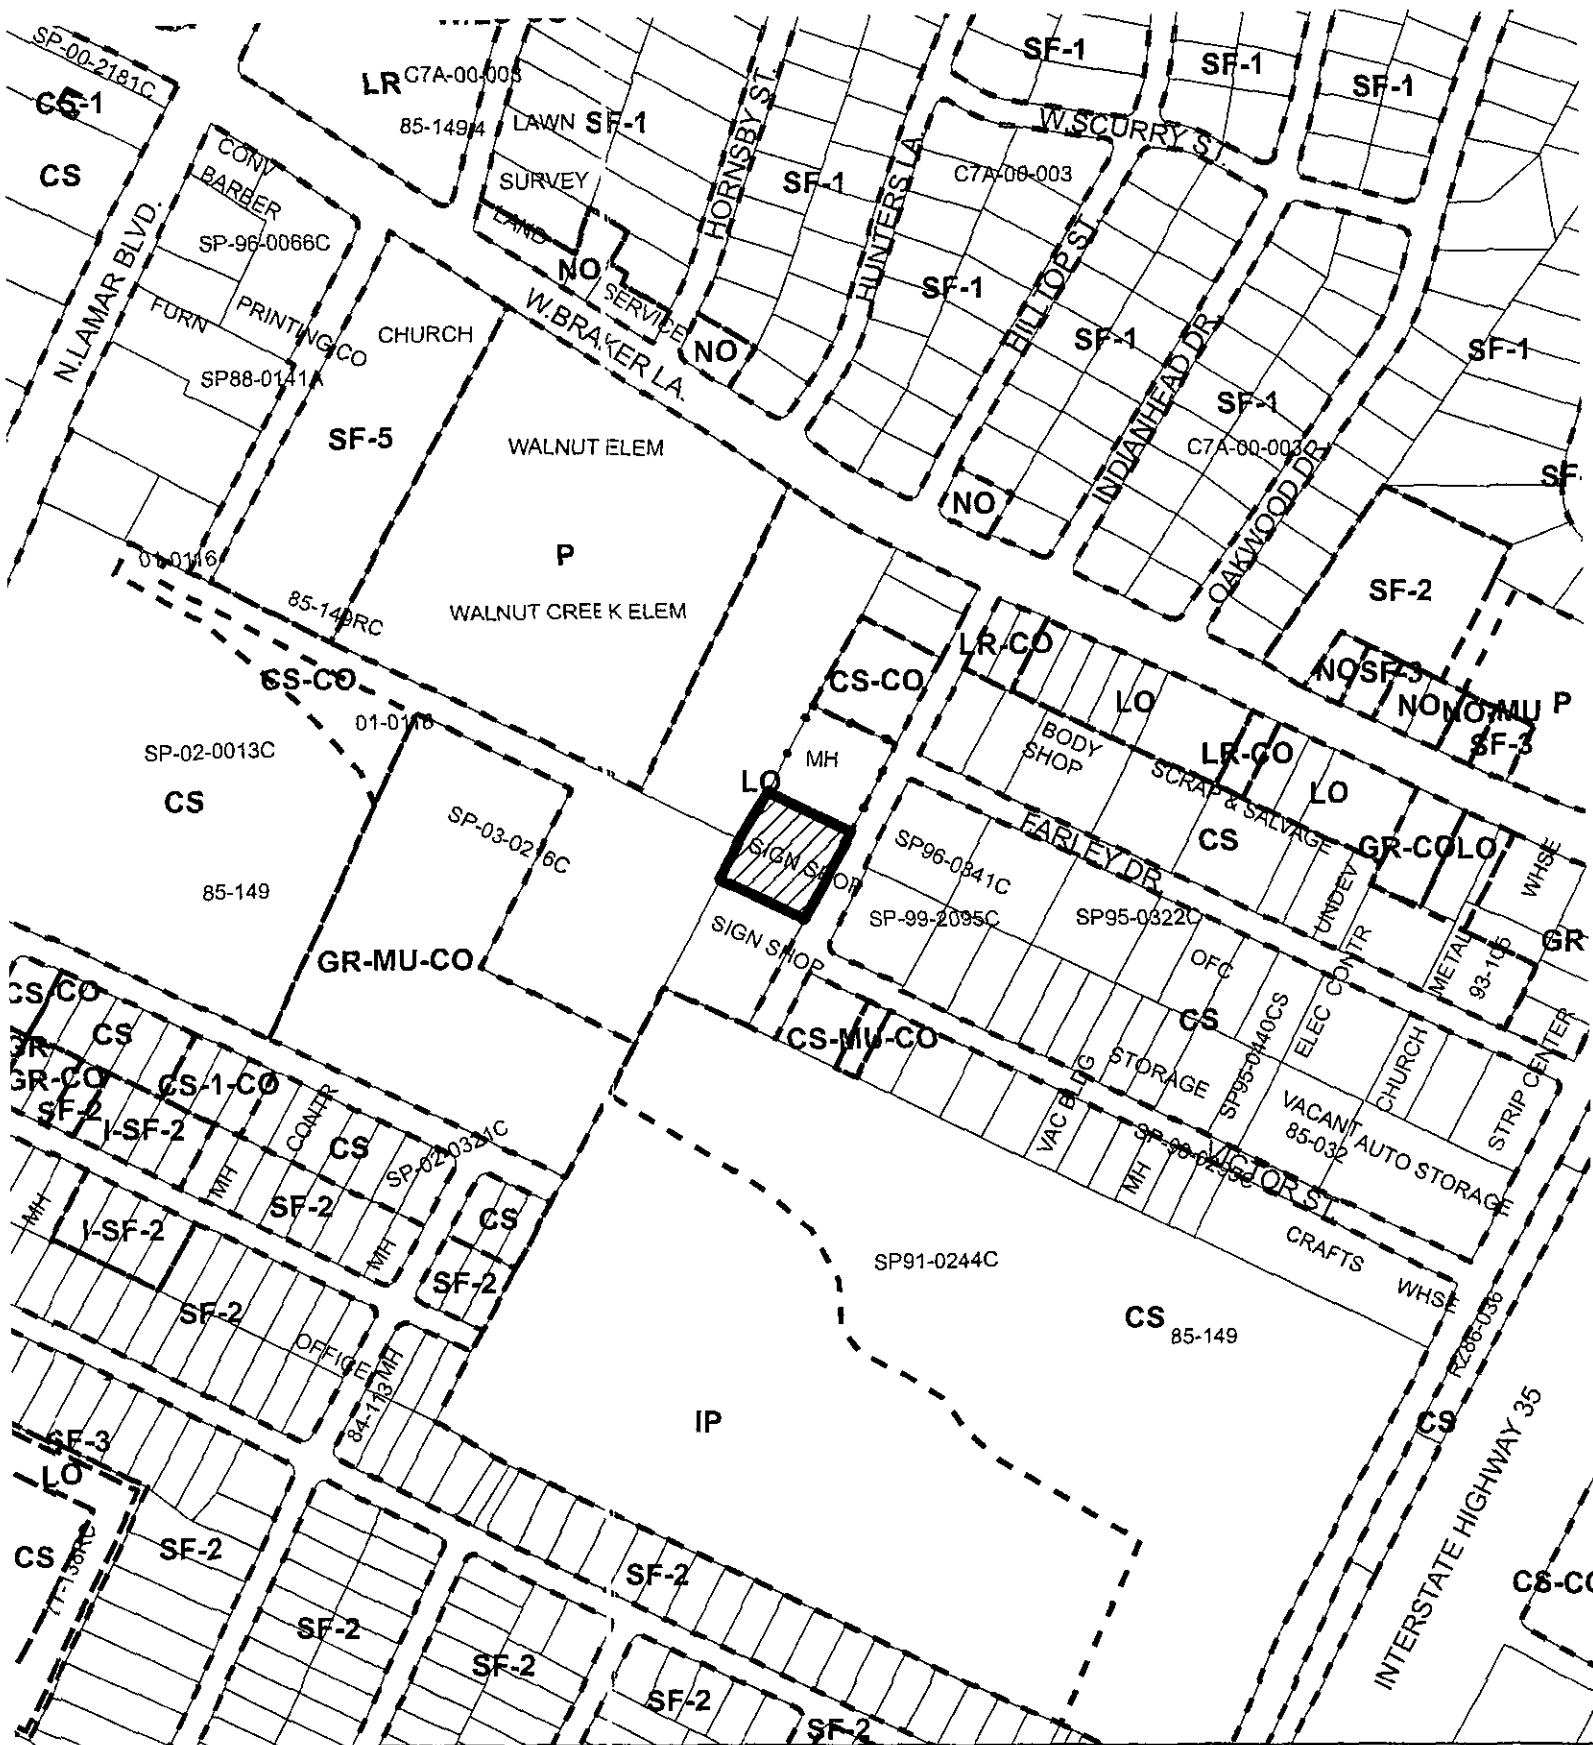 SP-00-2181C
CS-1
CS
LR
C7A-00-003
85-149
LAWN
SF-1
SURVEY
LAND
NO
SERVICE
NO
HORNSBY ST.
SF-1
HUNTERS LA.
SF-1
SF-1
SF-1
W.SCURRY S
C7A-00-003
SF-1
HILLTOP ST
SF-1
INDIANHEAD DR.
SF-1
C7A-00-003
OAKWOOD DR.
SF-1
SF-
NO
CONV
BARBER
SP-96-0066C
N.LAMAR BLVD.
FURN
PRINTING CO
SP88-0141A
CHURCH
SF-5
W.BRAKER LA.
WALNUT ELEM
P
WALNUT CREEK ELEM
01-0116
85-149RC
CS-CO
01-0116
SP-02-0013C
CS
85-149
SP-03-0216C
GR-MU-CO
CS-CO
MH
LO
SIGN SHOP
SIGN SHOP
LR-CO
LO
BODY
SHOP
SCRAP & SALVAGE
LR-CO
LO
CS
FARLEY DR.
GR-CO
LO
WHSE
GR
SF-2
NO
SF-3
NO
NO-MU
P
SF-3
SP96-0341C
SP-99-2095C
SP95-0322C
UNDEV
OFC
ELEC CONTR
METAL
93-105
CS
STORAGE
SP95-0440CS
CHURCH
STRIP CENTER
VAC BLDG
VACANT
85-032
AUTO STORAGE
CS-MU-CO
MH
VICTOR ST.
CRAFTS
WHSE
RZ86-036
SP91-0244C
CS
85-149
IP
CS
INTERSTATE HIGHWAY 35
CS-CO
CS-CO
CS
GR
GR-CO
SF-2
CS-1-CO
I-SF-2
CONTR
CS
MH
SP-02-0321C
SF-2
MH
CS
SF-2
MH
I-SF-2
SF-2
OFFICE
MH
84-113
SF-3
LO
CS
SF-2
SF-2
SF-2
SF-2
SF-2
SF-2